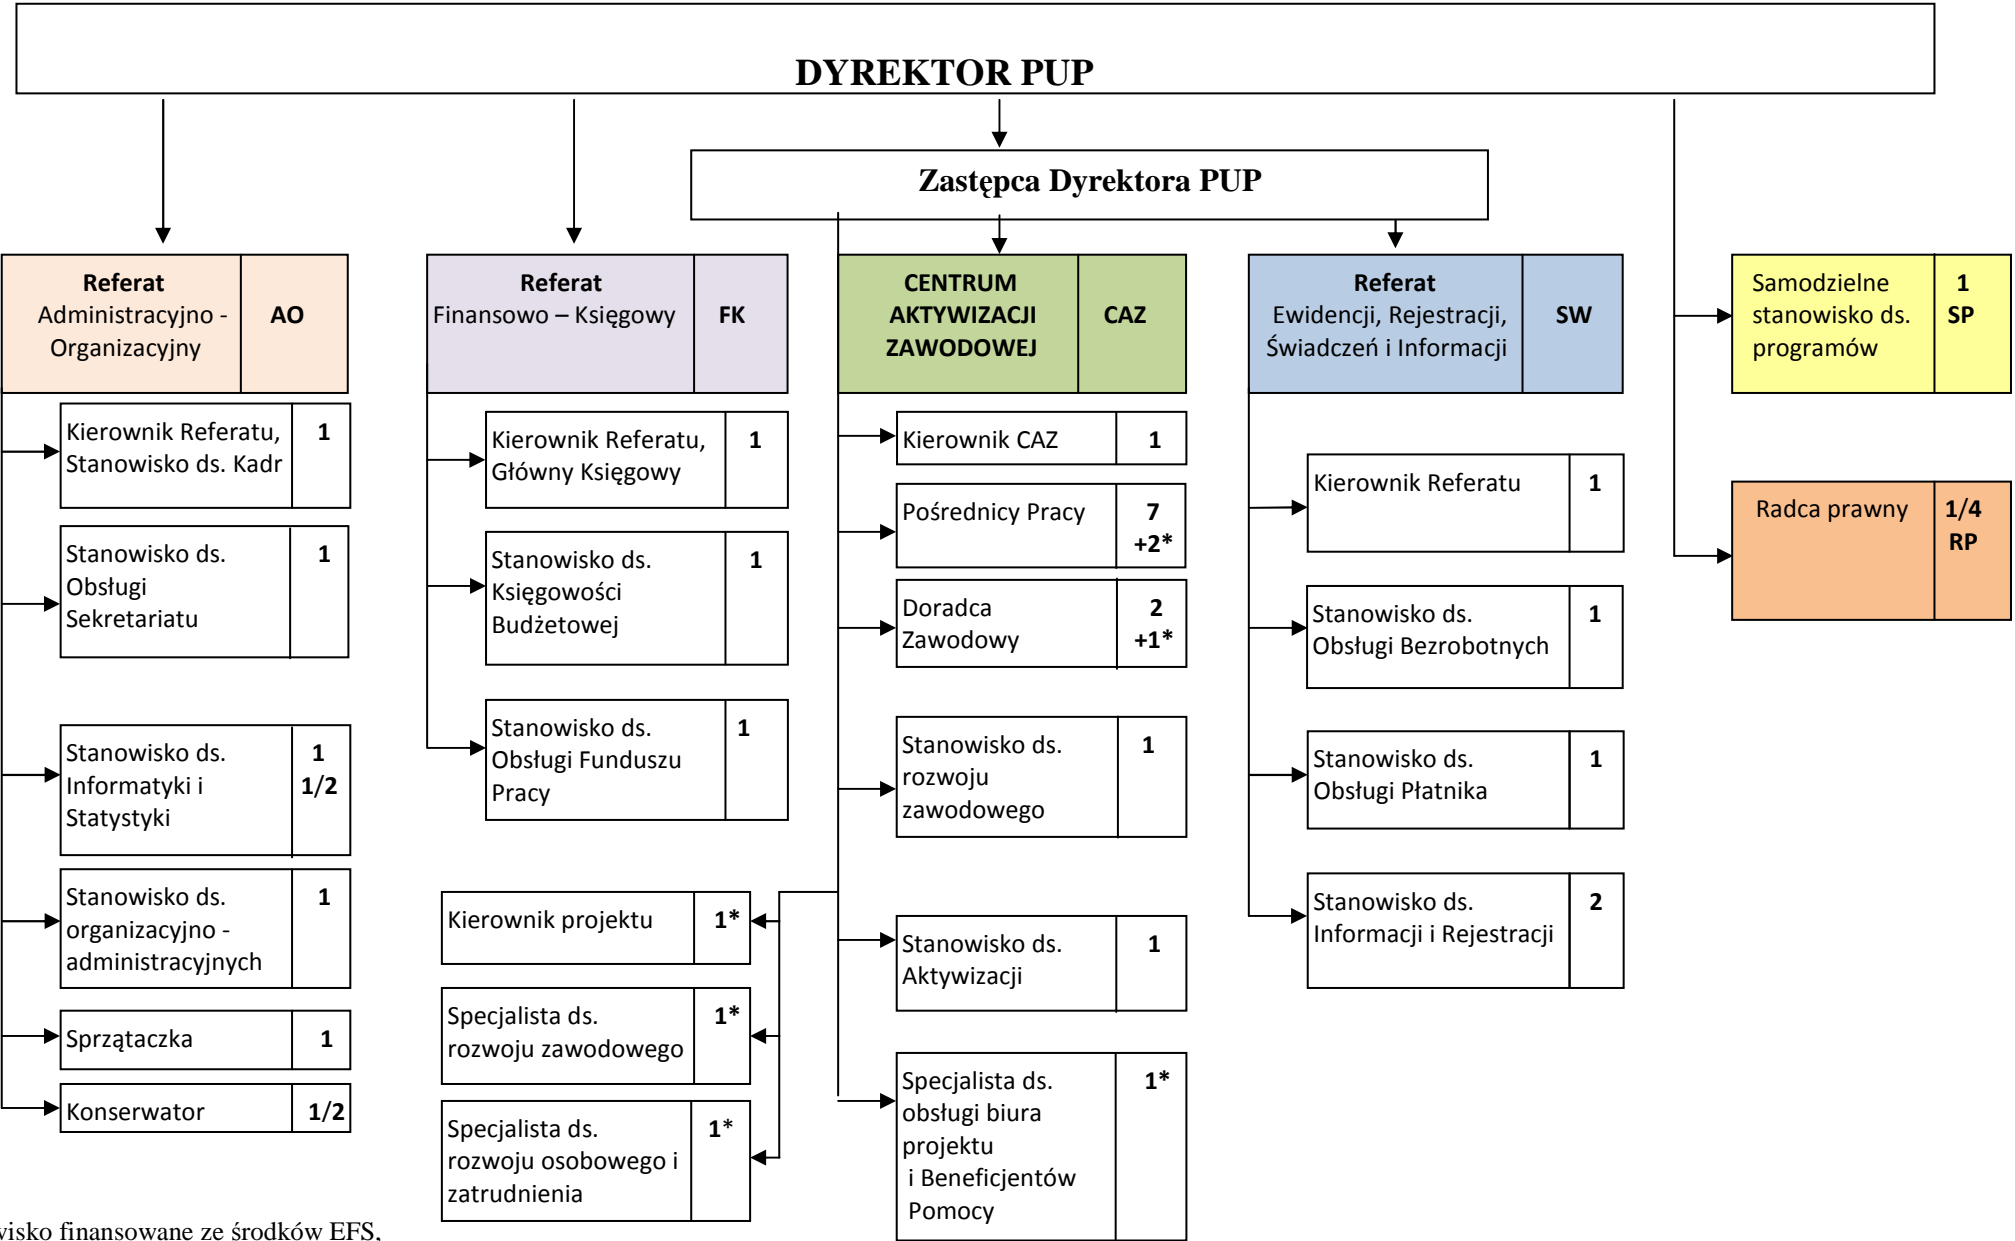 DYREKTOR PUP
Zastępca Dyrektora PUP
Referat
Administracyjno -
Organizacyjny
AO
Referat
Finansowo – Księgowy
FK
CENTRUM
AKTYWIZACJI
ZAWODOWEJ
CAZ
Referat
Ewidencji, Rejestracji,
Świadczeń i Informacji
SW
Samodzielne
stanowisko ds.
programów
1
SP
Kierownik Referatu,
Stanowisko ds. Kadr
1
Stanowisko ds.
Obsługi
Sekretariatu
1
Stanowisko ds.
Informatyki i
Statystyki
1
1/2
Stanowisko ds.
organizacyjno -
administracyjnych
1
Sprzątaczka
1
Konserwator
1/2
Kierownik Referatu,
Główny Księgowy
1
Stanowisko ds.
Księgowości
Budżetowej
1
Stanowisko ds.
Obsługi Funduszu
Pracy
1
Kierownik projektu
1*
Specjalista ds.
rozwoju zawodowego
1*
Specjalista ds.
rozwoju osobowego i
zatrudnienia
1*
Kierownik CAZ
1
Pośrednicy Pracy
7
+2*
Doradca
Zawodowy
2
+1*
Stanowisko ds.
rozwoju
zawodowego
1
Stanowisko ds.
Aktywizacji
1
Specjalista ds.
obsługi biura
projektu
i Beneficjentów
Pomocy
1*
Kierownik Referatu
1
Stanowisko ds.
Obsługi Bezrobotnych
1
Stanowisko ds.
Obsługi Płatnika
1
Stanowisko ds.
Informacji i Rejestracji
2
Radca prawny
1/4
RP
wisko finansowane ze środków EFS,